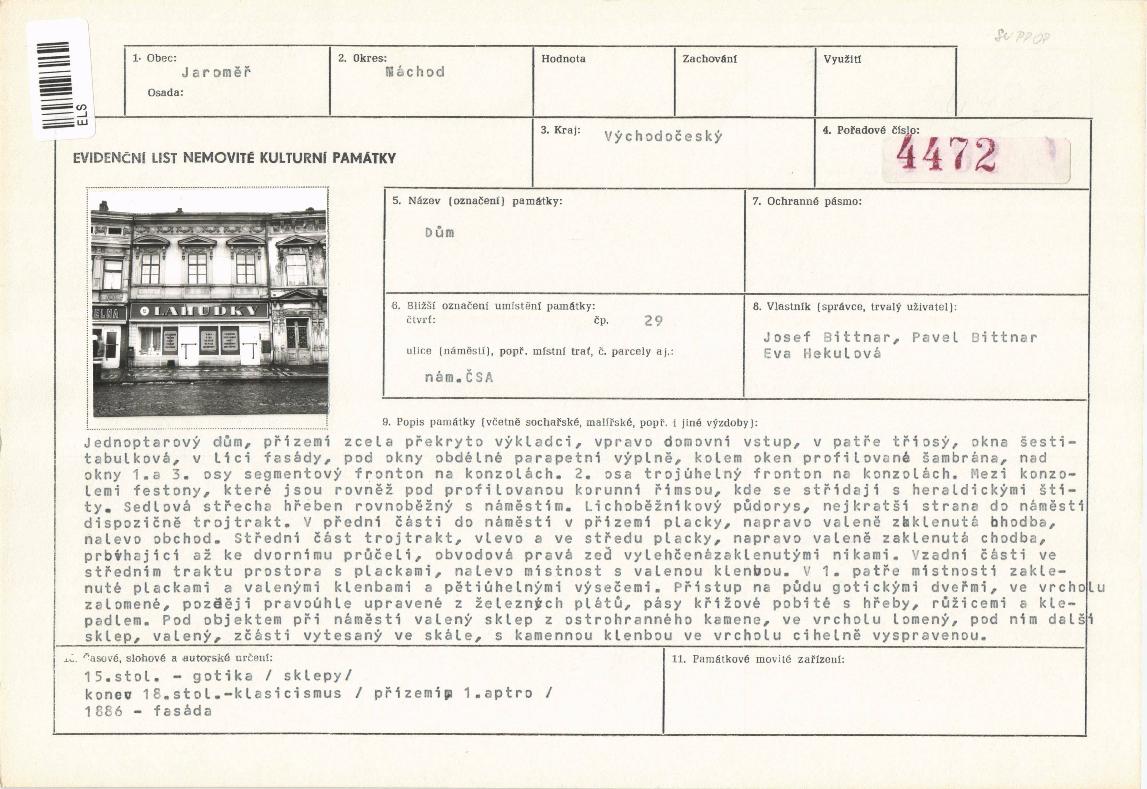 SÚPPOP
ELS
1. Obec: Jaroměř
Osada:
2. Okres: Náchod
Hodnota
Zachování
Využití
3. Kraj: Východočeský
4. Pořadové číslo:
4472
EVIDENČNÍ LIST NEMOVITÉ KULTURNÍ PAMÁTKY
LAHUDKY
5. Název (označení) památky:
Dům
7. Ochranné pásmo:
6. Bližší označení umístění památky:
čtvrť: čp. 29
ulice (náměstí), popř. místní trať, č. parcely aj.:
nám.ČSA
8. Vlastník (správce, trvalý uživatel):
Josef Bittnar, Pavel Bittnar
Eva Hekulová
9. Popis památky (včetně sochařské, malířské, popř. i jiné výzdoby):
Jednoptarový dům, přízemí zcela překryto výkladci, vpravo domovní vstup, v patře tříosý, okna šesti-
tabulková, v líci fasády, pod okny obdélné parapetní výplně, kolem oken profilovaná šambrána, nad
okny 1.a 3. osy segmentový fronton na konzolách. 2. osa trojúhelný fronton na konzolách. Mezi konzo-
lemi festony, které jsou rovněž pod profilovanou korunní římsou, kde se střídají s heraldickými ští-
ty. Sedlová střecha hřeben rovnoběžný s náměstím. Lichoběžníkový půdorys, nejkratší strana do náměstí
dispozičně trojtrakt. V přední části do náměstí v přízemí placky, napravo valeně zaklenutá chodba,
nalevo obchod. Střední část trojtrakt, vlevo a ve středu placky, napravo valeně zaklenutá chodba,
probíhající až ke dvornímu průčelí, obvodová pravá zeď vylehčenázaklenutými nikami. Vzadní části ve
středním traktu prostora s plackami, nalevo místnost s valenou klenbou. V 1. patře místnosti zakle-
nuté plackami a valenými klenbami a pětiúhelnými výsečemi. Přístup na půdu gotickými dveřmi, ve vrcholu
zalomené, později pravoúhle upravené z železných plátů, pásy křížově pobité s hřeby, růžicemi a kle-
padlem. Pod objektem při náměstí valený sklep z ostrohranného kamene, ve vrcholu lomený, pod ním další
sklep, valený, zčásti vytesaný ve skále, s kamennou klenbou ve vrcholu cihelně vyspravenou.
10. Časové, slohové a autorské určení:
15.stol. - gotika / sklepy/
konec 18.stol.-klasicismus / přízemí, 1.aptro /
1886 - fasáda
11. Památkové movité zařízení: